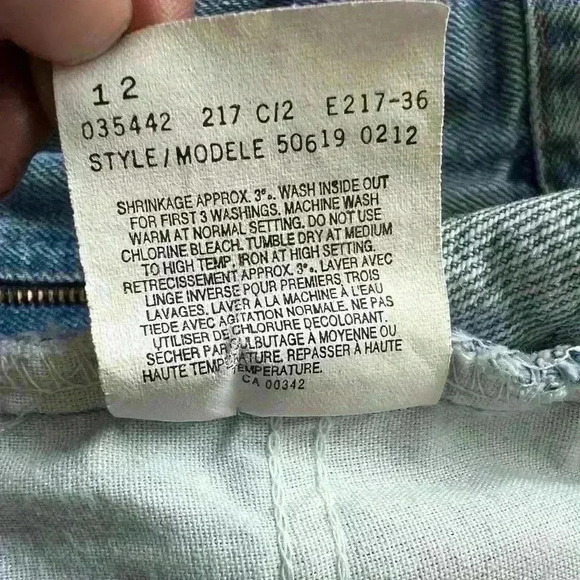 12
035442 217 C/2 E217-36
STYLE/MODELE 50619 0212
SHRINKAGE APPROX. 3%. WASH INSIDE OUT
FOR FIRST 3 WASHINGS. MACHINE WASH
WARM AT NORMAL SETTING. DO NOT USE
CHLORINE BLEACH. TUMBLE DRY AT MEDIUM
TO HIGH TEMP. IRON AT HIGH SETTING.
RETRECISSEMENT APPROX. 3%. LAVER AVEC
LINGE INVERSE POUR PREMIERS TROIS
LAVAGES. LAVER À LA MACHINE À L'EAU
TIEDE AVEC AGITATION NORMALE. NE PAS
UTILISER DE CHLORURE DECOLORANT.
SÉCHER PAR CULBUTAGE À MOYENNE OU
HAUTE TEMPERATURE. REPASSER À HAUTE
TEMPERATURE.
CA 00342